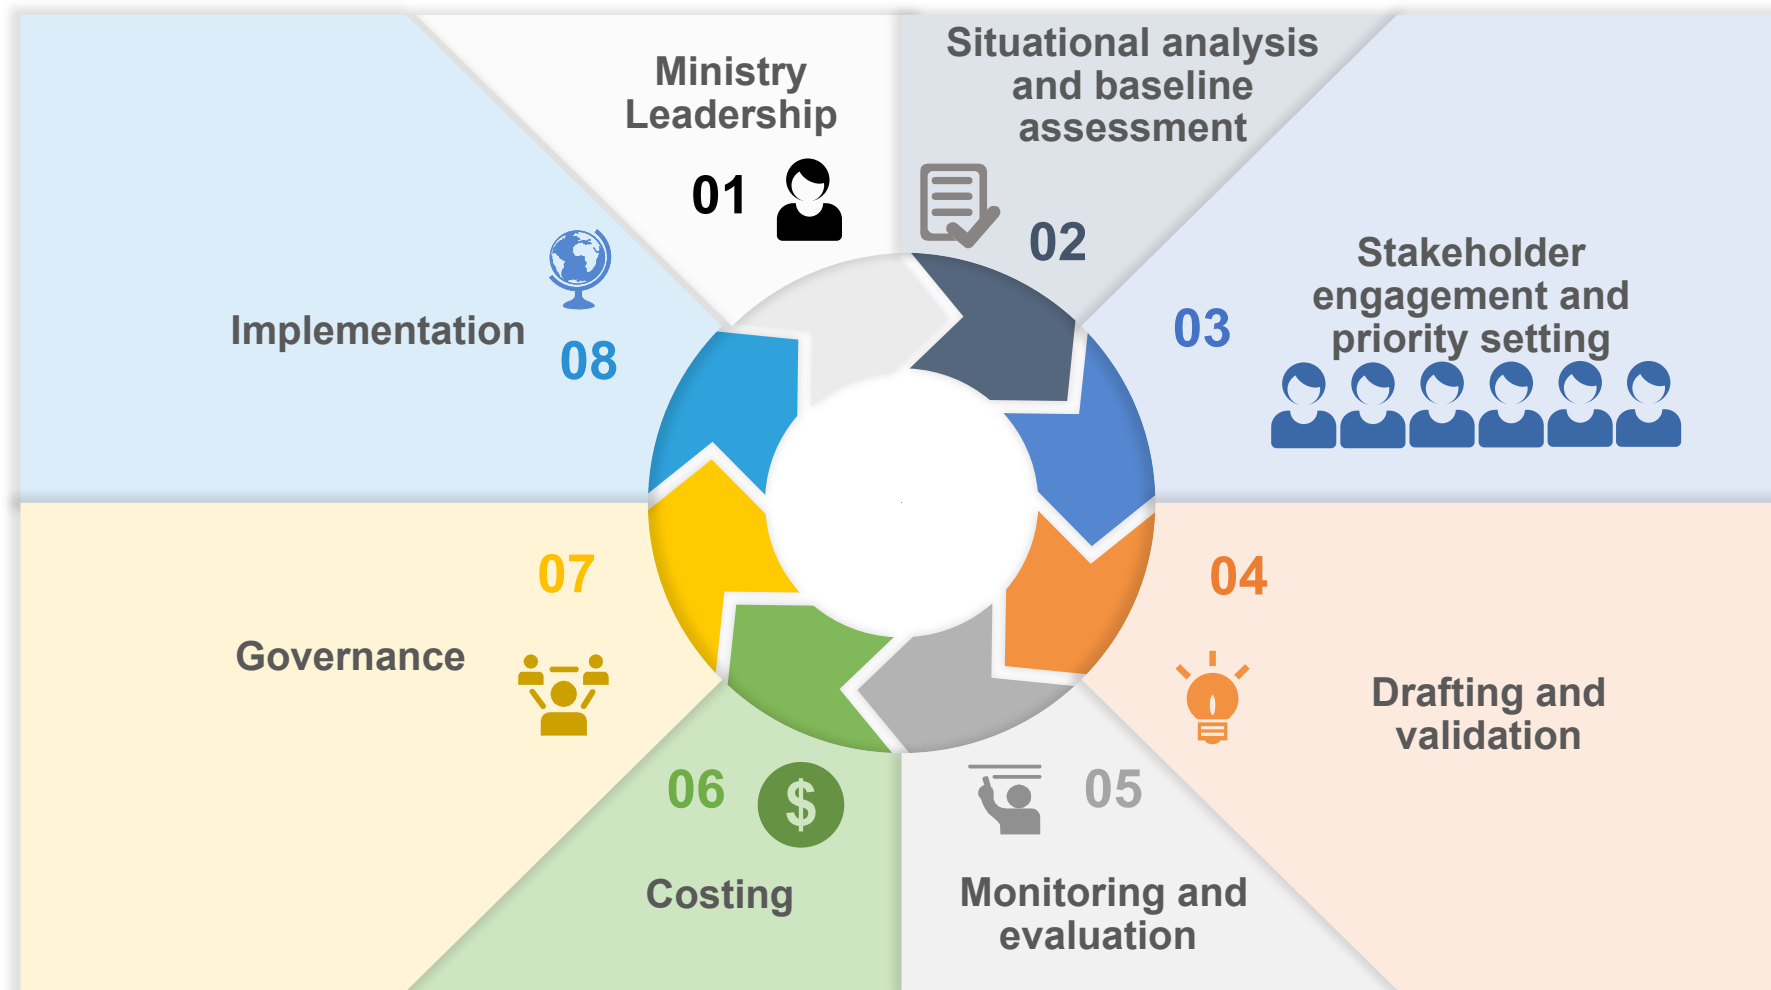 Ministry
Leadership
01
Situational analysis
and baseline
assessment
02
Stakeholder
engagement and
priority setting
03
04
Drafting and
validation
05
Monitoring and
evaluation
06
$
Costing
07
Governance
Implementation
08